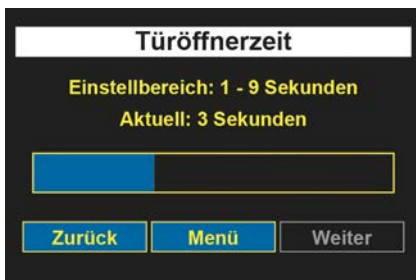 Türöffnerzeit
Einstellbereich: 1 - 9 Sekunden
Aktuell: 3 Sekunden
Zurück Menü Weiter